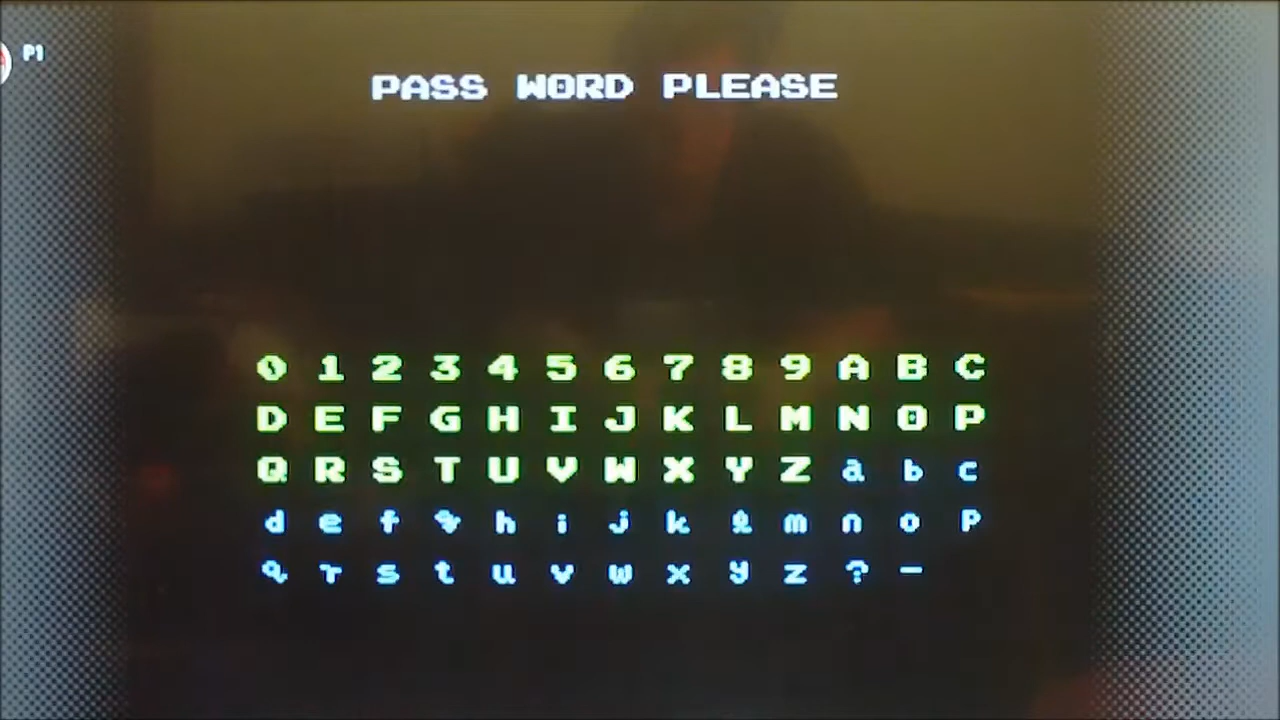 P1
PASS WORD PLEASE
0 1 2 3 4 5 6 7 8 9 A B C
D E F G H I J K L M N O P
Q R S T U V W X Y Z a b c
d e f g h i j k l m n o p
q r s t u v w x y z ? -